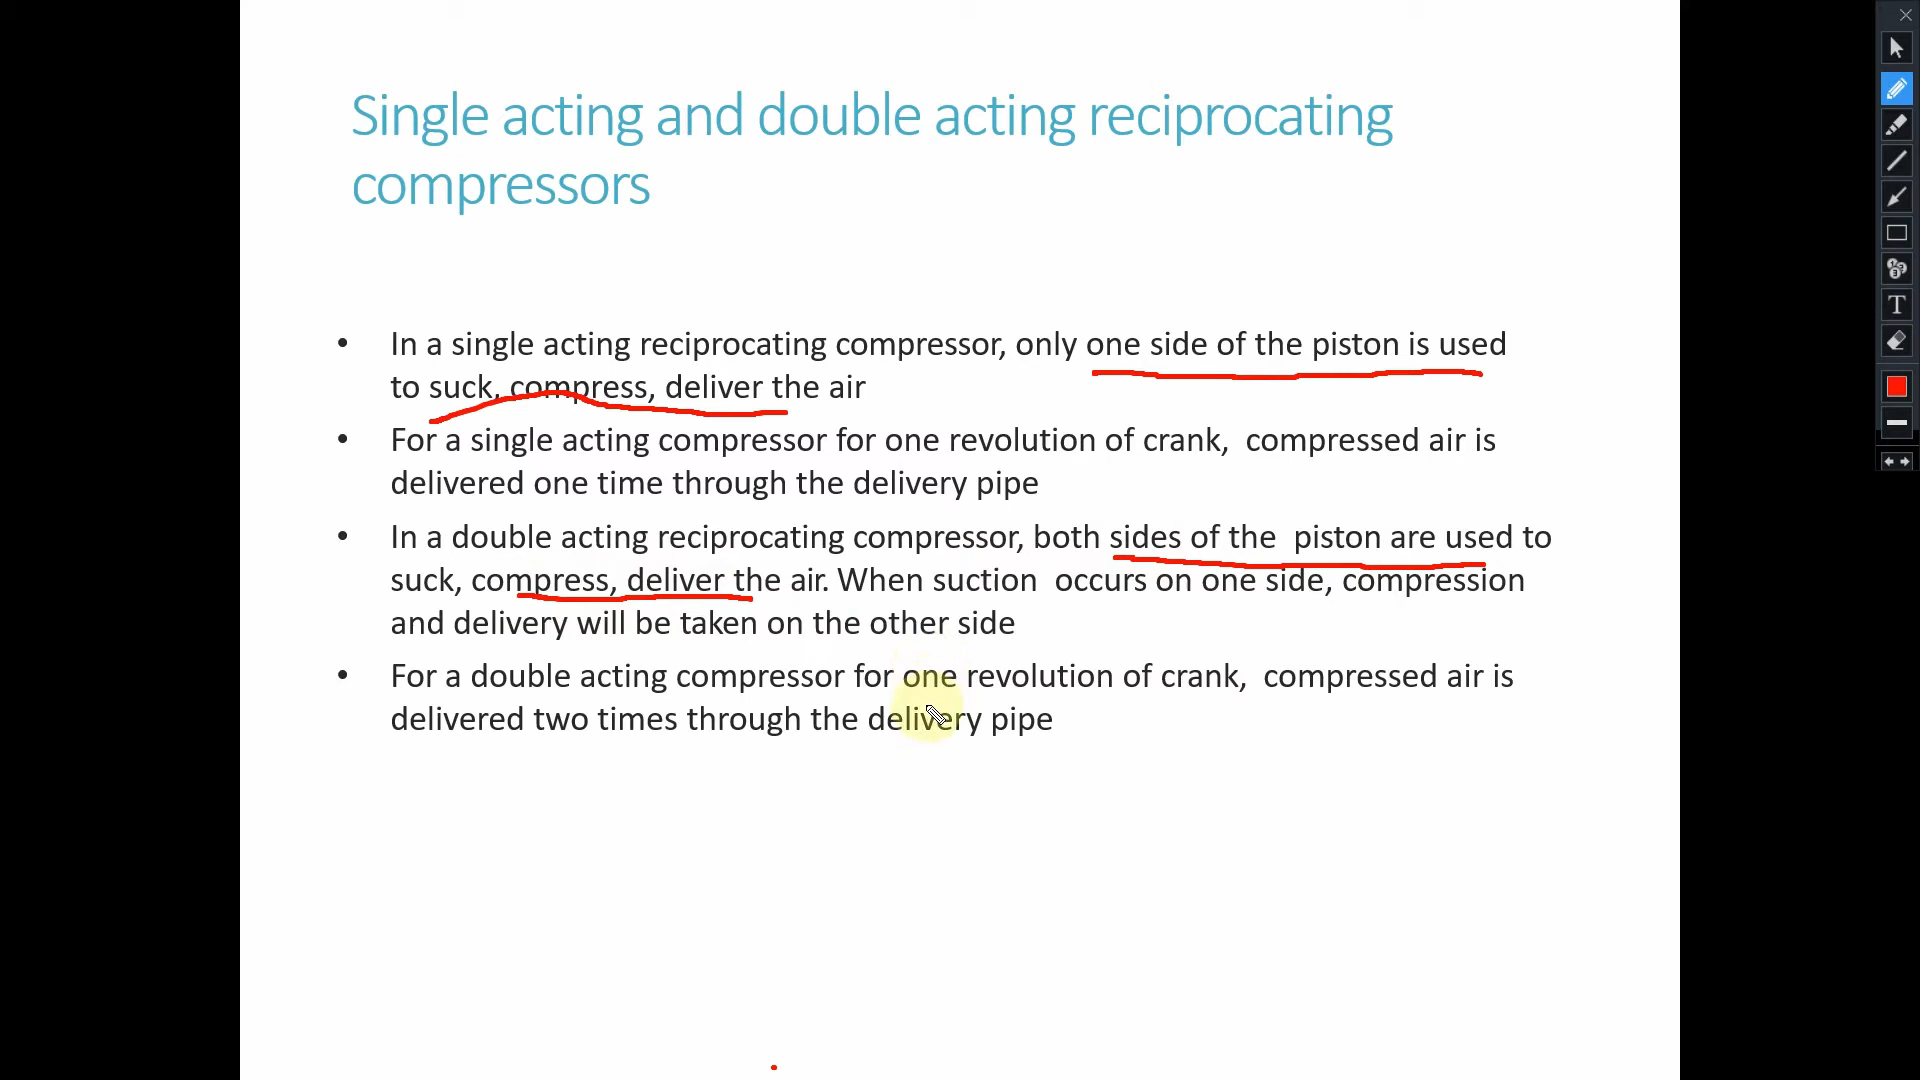 Single acting and double acting reciprocating
compressors
• In a single acting reciprocating compressor, only one side of the piston is used
to suck, compress, deliver the air
• For a single acting compressor for one revolution of crank,  compressed air is
delivered one time through the delivery pipe
• In a double acting reciprocating compressor, both sides of the  piston are used to
suck, compress, deliver the air. When suction  occurs on one side, compression
and delivery will be taken on the other side
• For a double acting compressor for one revolution of crank,  compressed air is
delivered two times through the delivery pipe